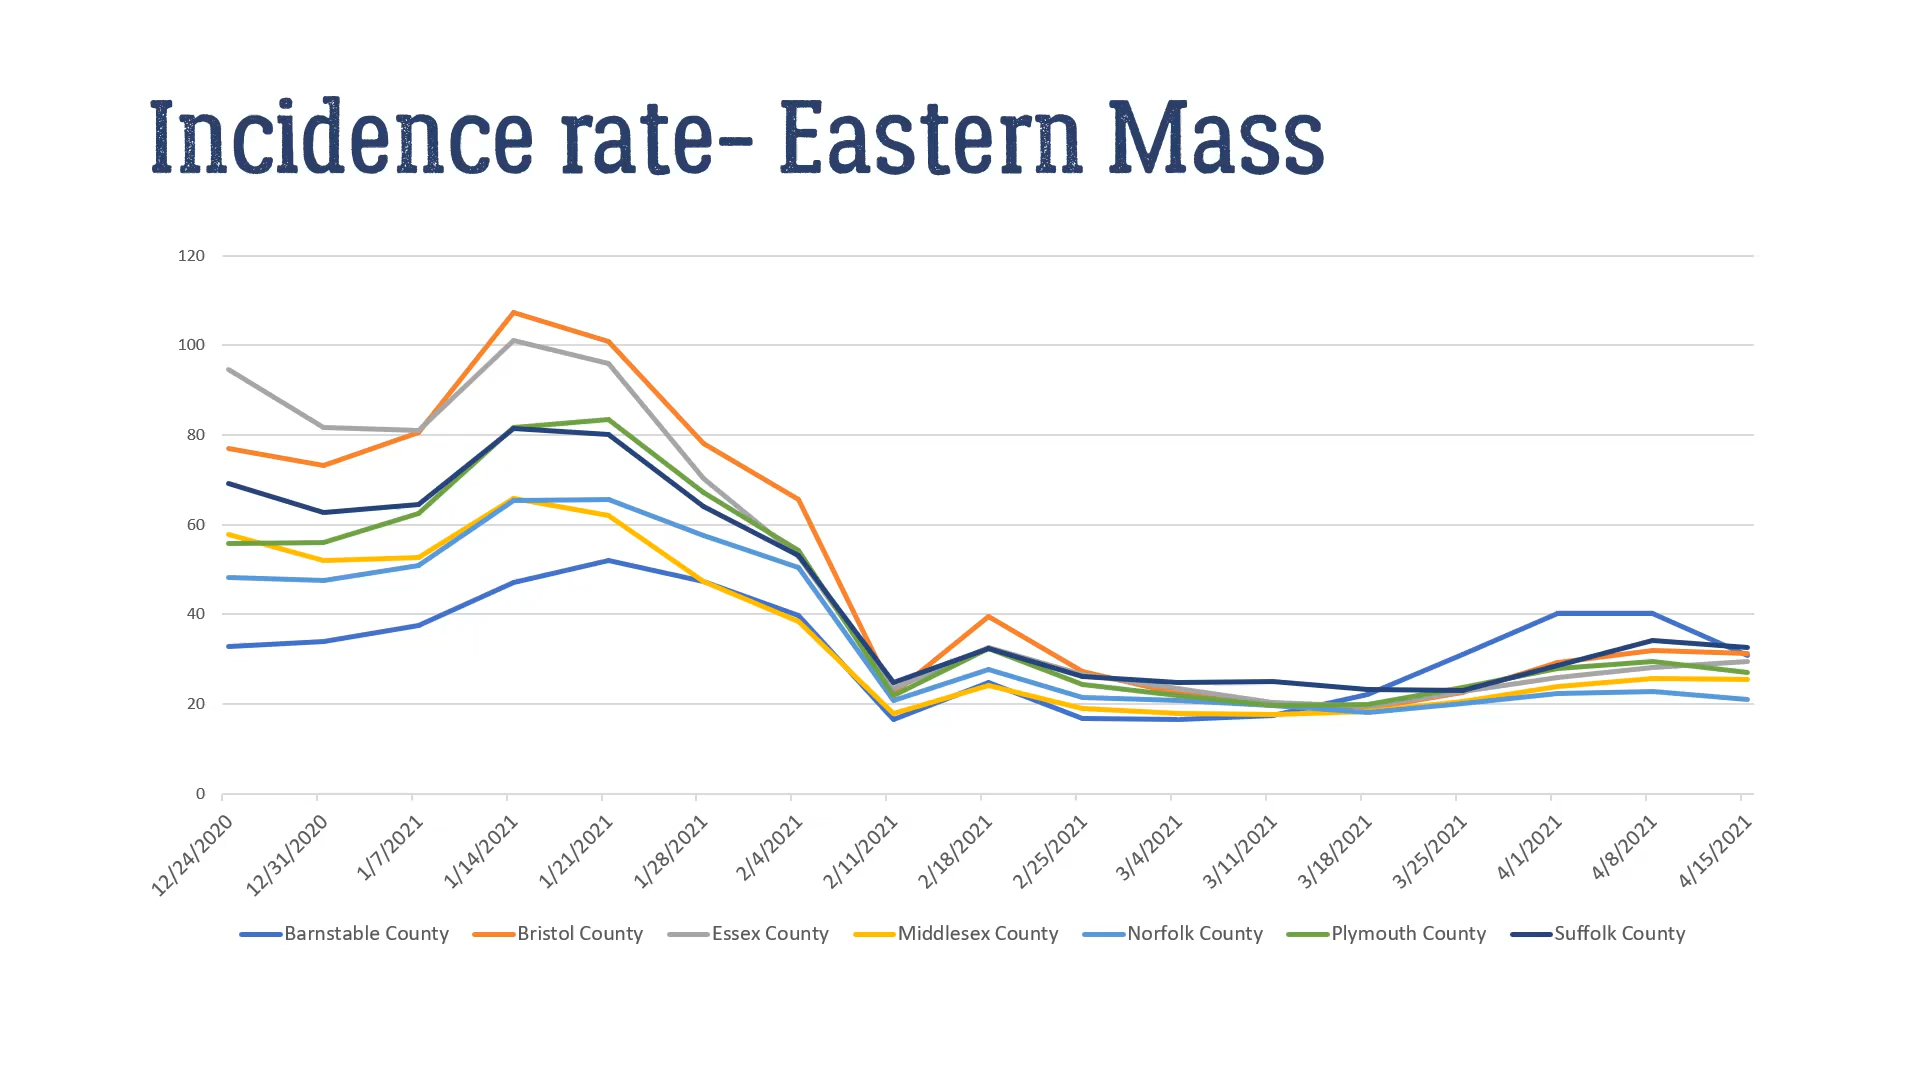 Incidence rate- Eastern Mass
120
100
80
60
40
20
0
12/24/2020 12/31/2020 1/7/2021 1/14/2021 1/21/2021 1/28/2021 2/4/2021 2/11/2021 2/18/2021 2/25/2021 3/4/2021 3/11/2021 3/18/2021 3/25/2021 4/1/2021 4/8/2021 4/15/2021
Barnstable County Bristol County Essex County Middlesex County Norfolk County Plymouth County Suffolk County